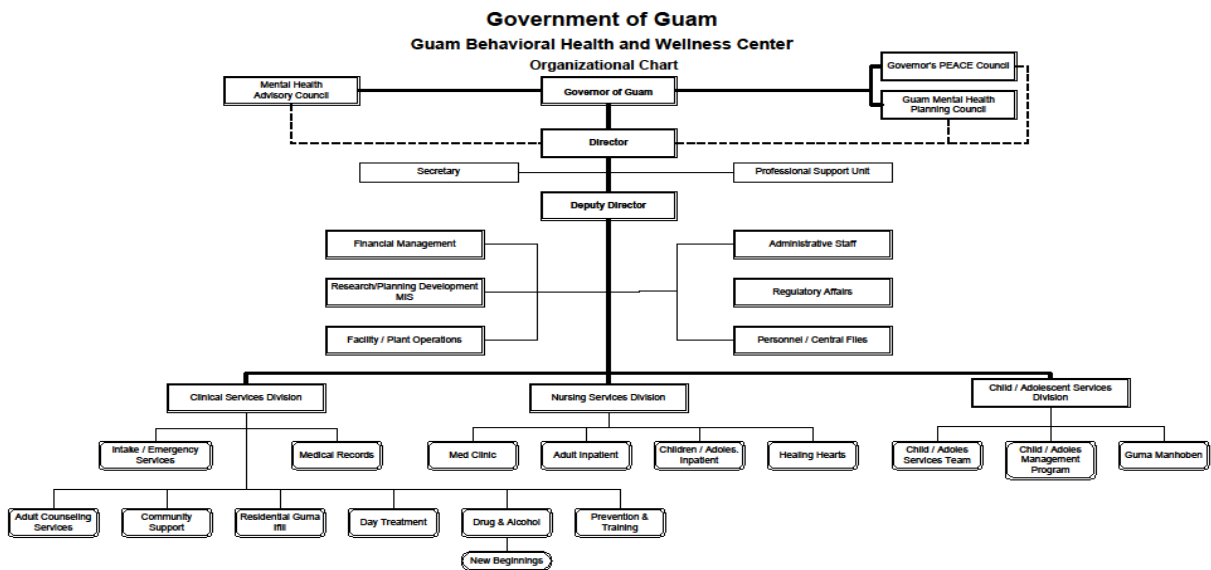 Government of Guam
Guam Behavioral Health and Wellness Center
Organizational Chart
Mental Health
Advisory Council
Governor of Guam
Governor's PEACE Council
Guam Mental Health
Planning Council
Director
Secretary
Professional Support Unit
Deputy Director
Financial Management
Administrative Staff
Research/Planning Development
MIS
Regulatory Affairs
Facility / Plant Operations
Personnel / Central Files
Clinical Services Division
Nursing Services Division
Child / Adolescent Services
Division
Intake / Emergency
Services
Medical Records
Med Clinic
Adult Inpatient
Children / Adoles.
Inpatient
Healing Hearts
Child / Adoles
Services Team
Child / Adoles
Management
Program
Guma Manhoben
Adult Counseling
Services
Community
Support
Residential Guma
Ifill
Day Treatment
Drug & Alcohol
Prevention &
Training
New Beginnings